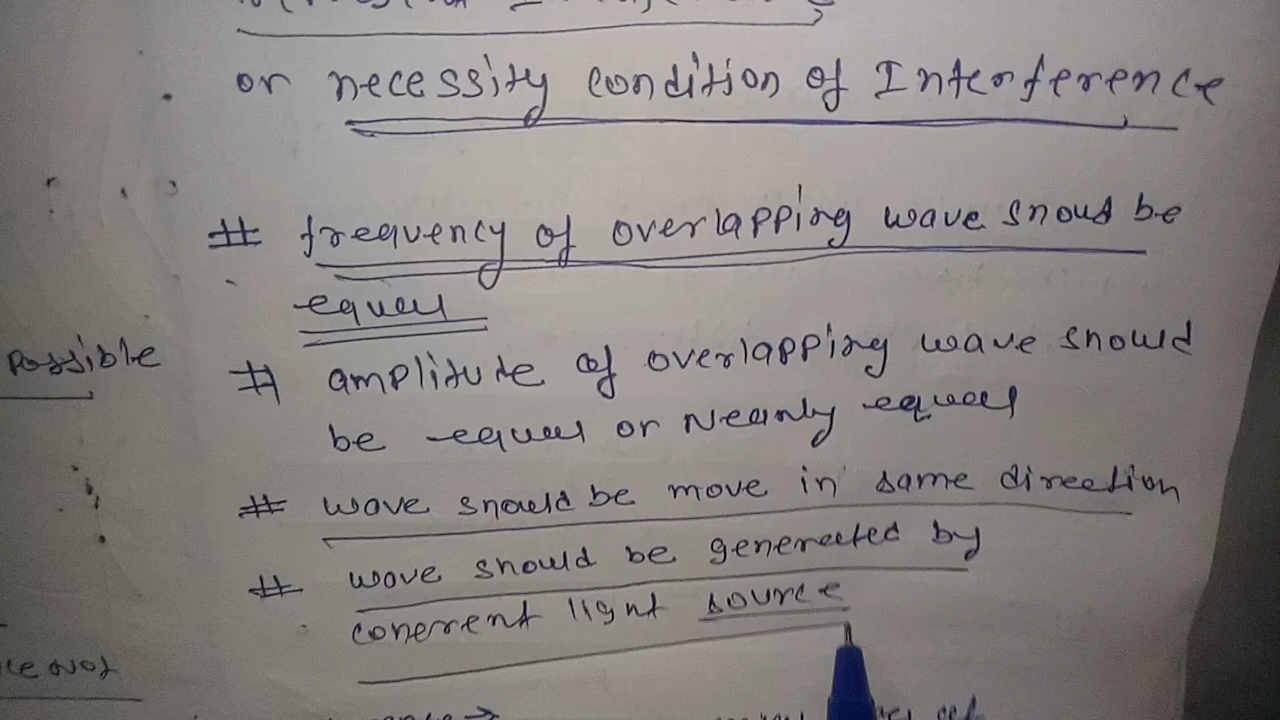 or necessity condition of Interference
# frequency of overlapping wave shoud be
equal
Possible
# amplitude of overlapping wave should
be equal or Nearly equal
# wave should be move in same direction
# wave should be generated by
coherent light source
Not